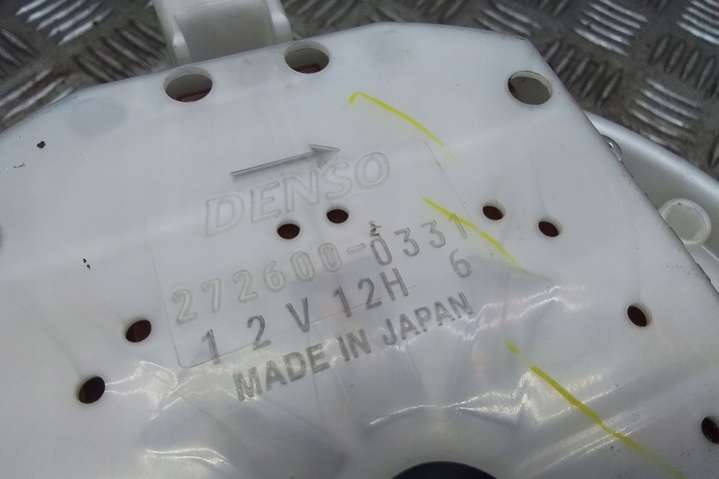 DENSO
272600-0331
12V 12H 6
MADE IN JAPAN